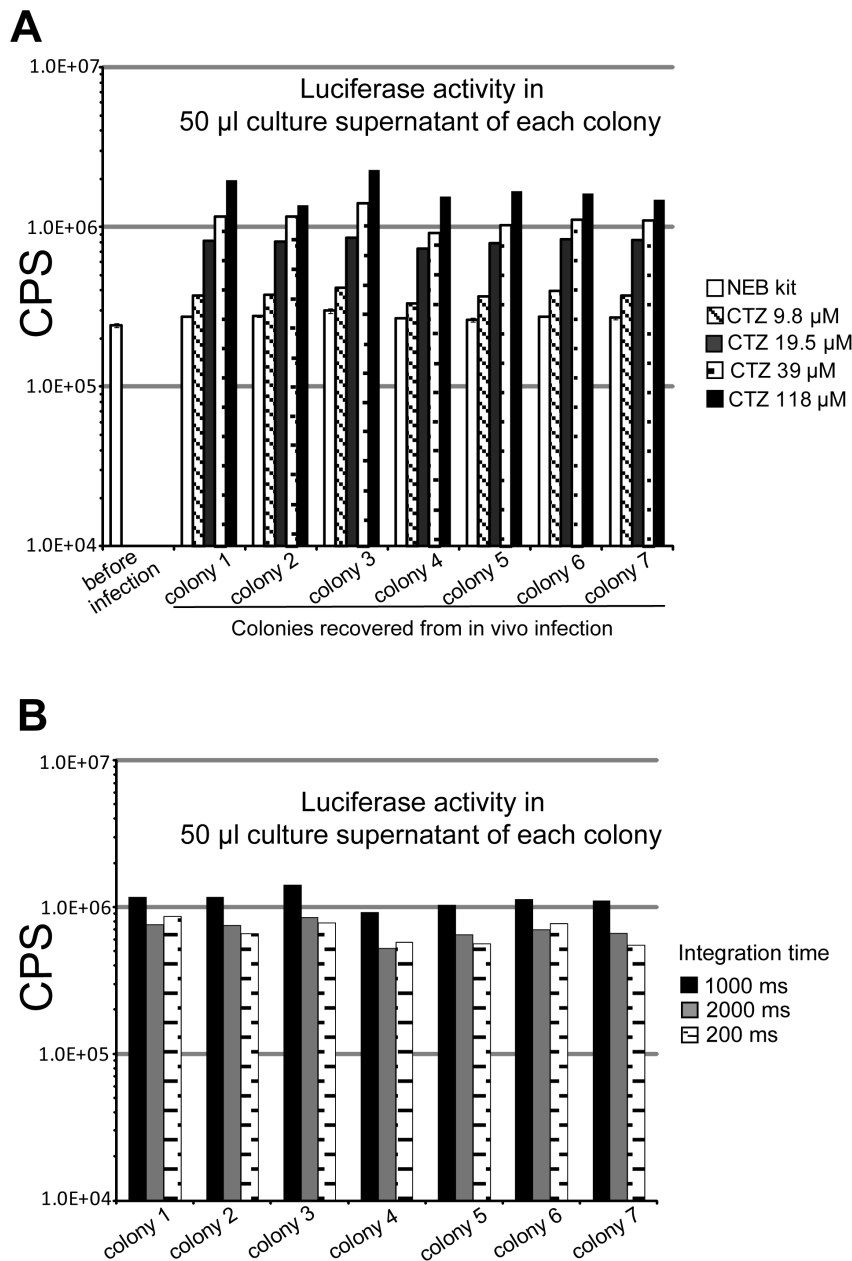 A
1.0E+07
Luciferase activity in
50 µl culture supernatant of each colony
1.0E+06
CPS
1.0E+05
1.0E+04
NEB kit
CTZ 9.8 µM
CTZ 19.5 µM
CTZ 39 µM
CTZ 118 µM
before
infection
colony 1
colony 2
colony 3
colony 4
colony 5
colony 6
colony 7
Colonies recovered from in vivo infection
B
1.0E+07
Luciferase activity in
50 µl culture supernatant of each colony
1.0E+06
CPS
1.0E+05
1.0E+04
Integration time
1000 ms
2000 ms
200 ms
colony 1
colony 2
colony 3
colony 4
colony 5
colony 6
colony 7